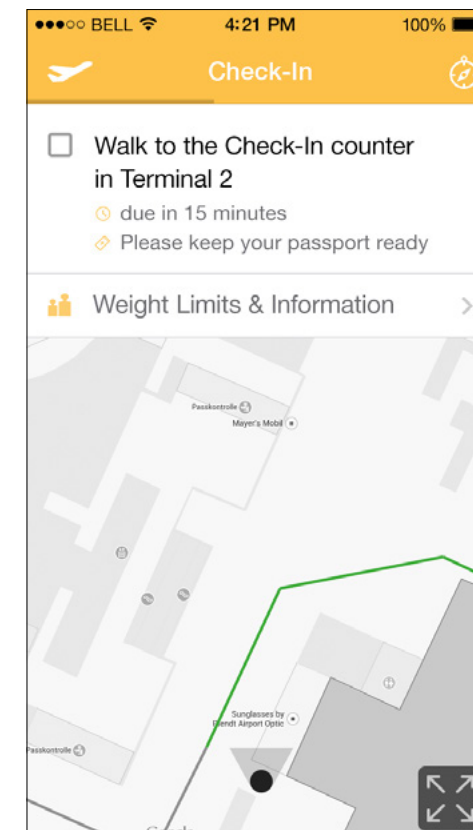 BELL 4:21 PM 100%
Check-In
Walk to the Check-In counter
in Terminal 2
due in 15 minutes
Please keep your passport ready
Weight Limits & Information
Passkontrolle
Mayer's Mobil
Sunglasses by
Airport Optic
Passkontrolle